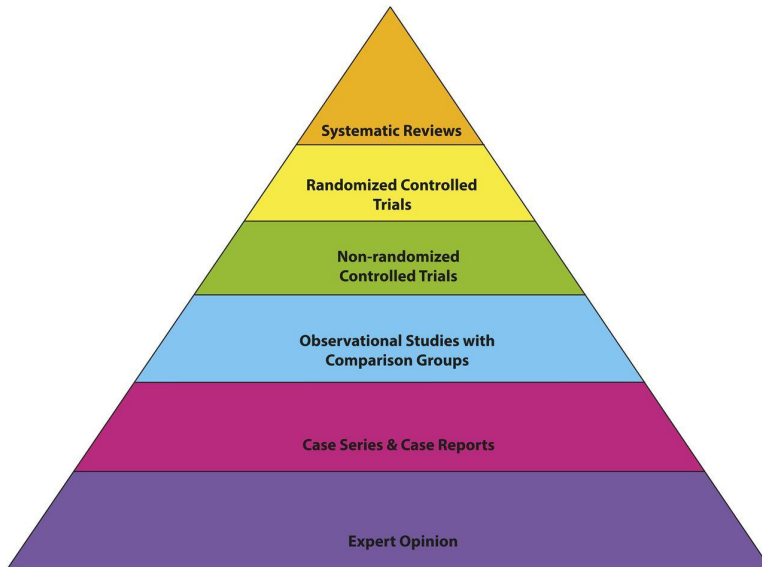 Systematic Reviews
Randomized Controlled
Trials
Non-randomized
Controlled Trials
Observational Studies with
Comparison Groups
Case Series & Case Reports
Expert Opinion